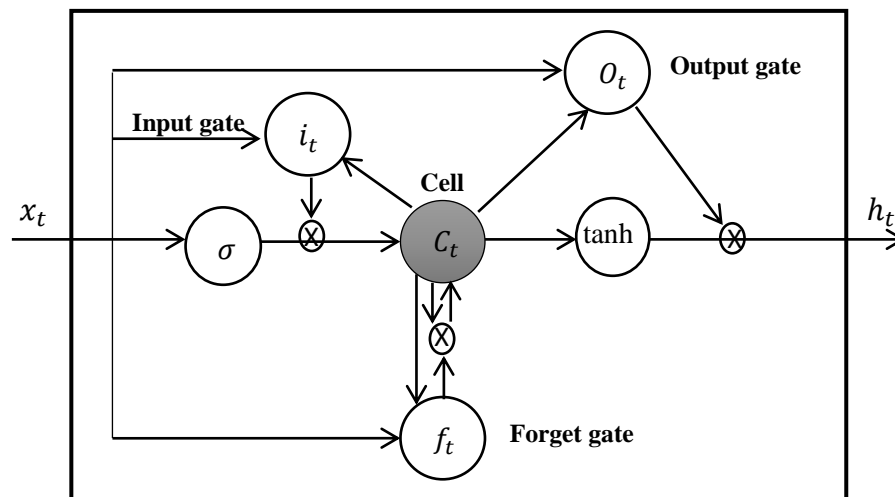 O_t Output gate
Input gate i_t
Cell
x_t h_t
σ X C_t tanh X
X
f_t Forget gate